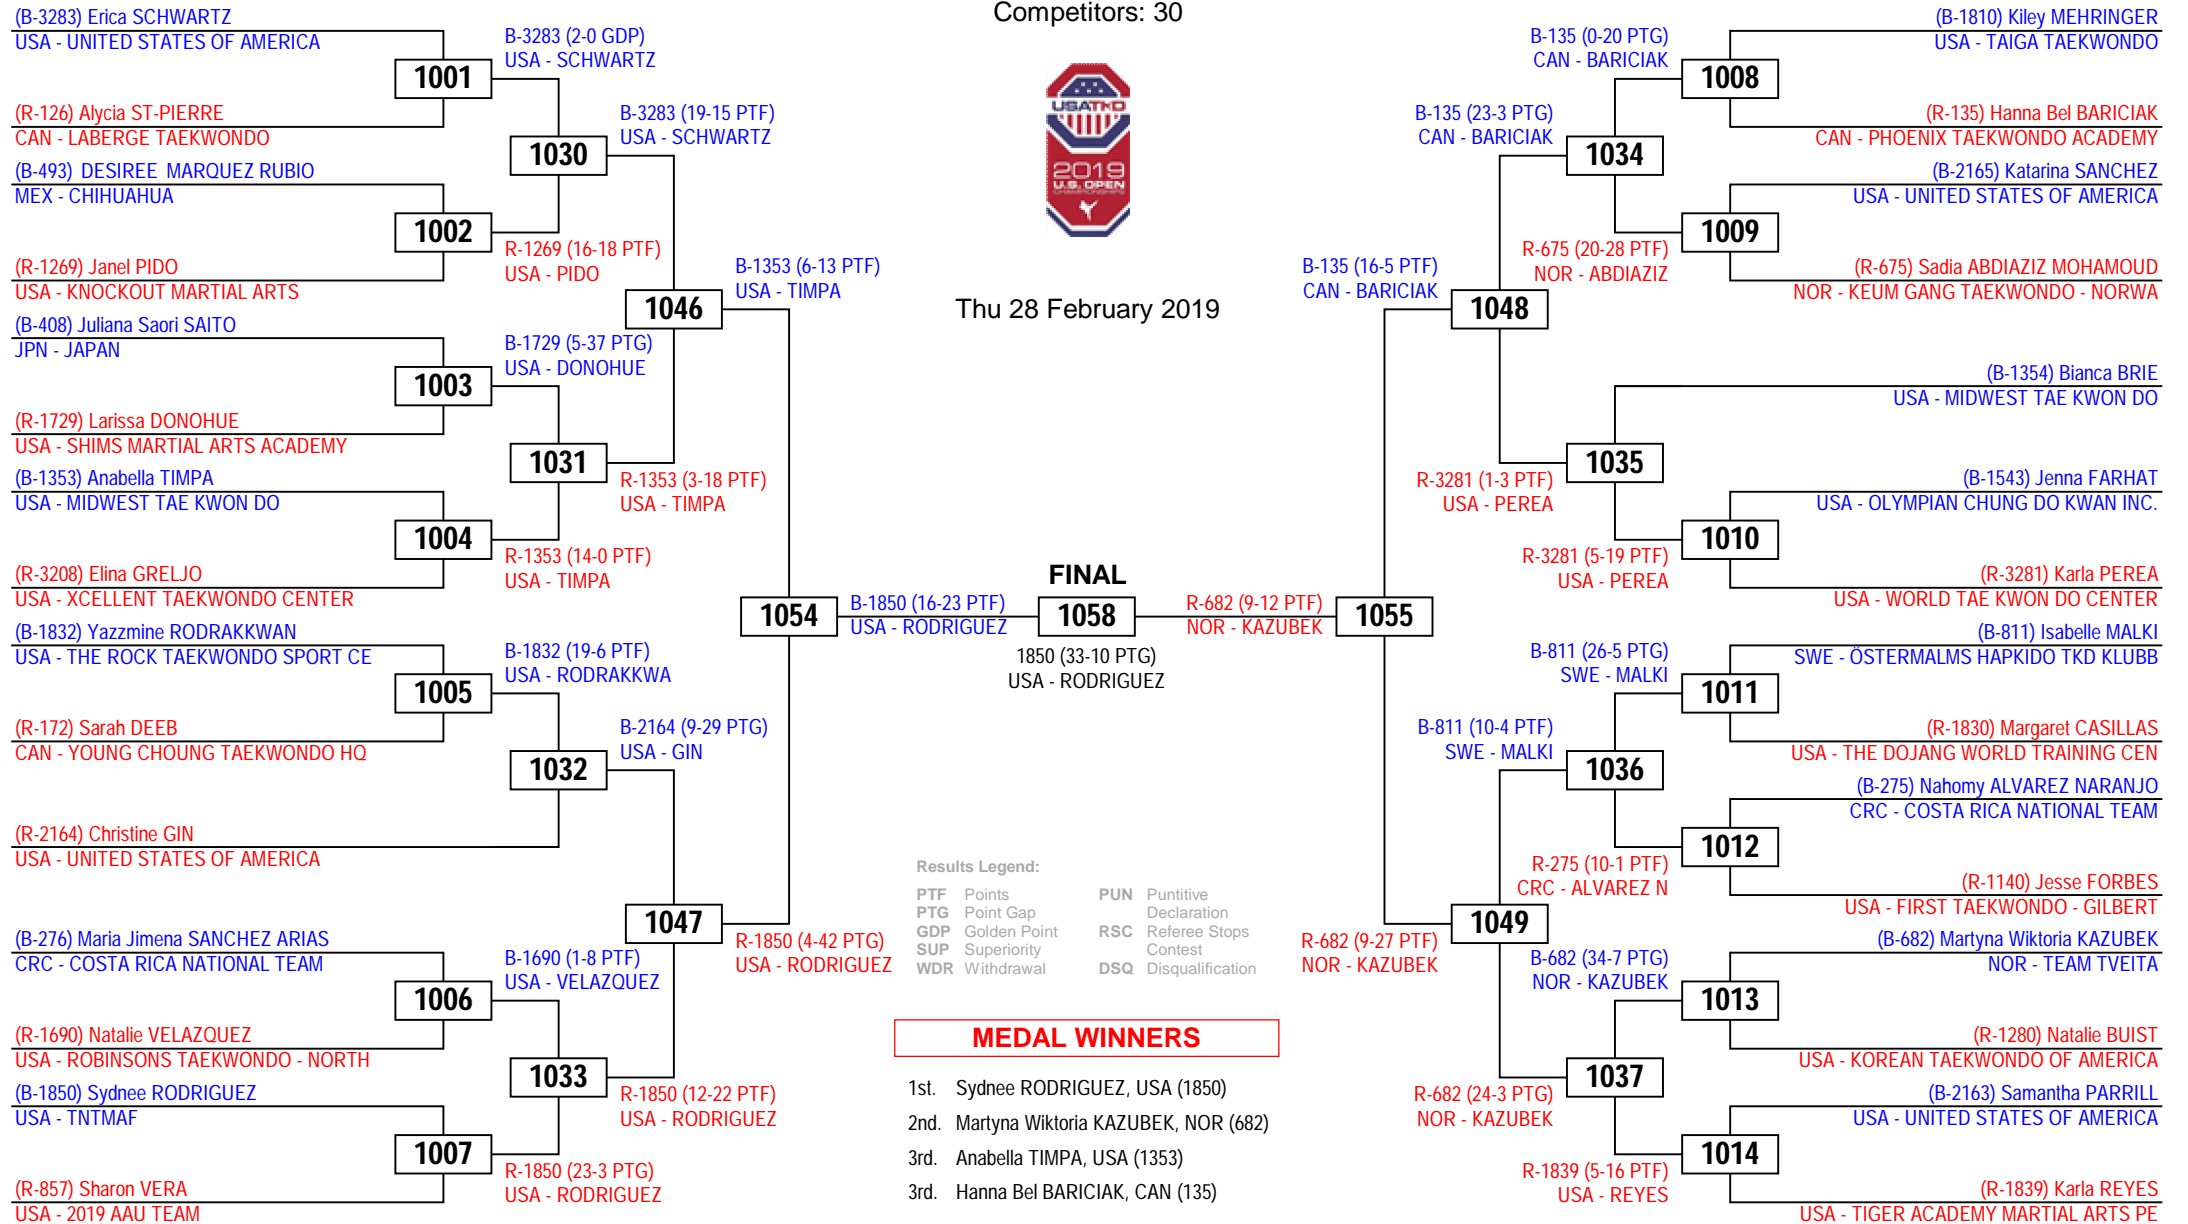 Competitors: 30
USATKD
2019
U.S. OPEN
CHAMPIONSHIPS
Thu 28 February 2019
(B-3283) Erica SCHWARTZ
USA - UNITED STATES OF AMERICA
1001
(R-126) Alycia ST-PIERRE
CAN - LABERGE TAEKWONDO
(B-493)  DESIREE  MARQUEZ RUBIO
MEX - CHIHUAHUA
1002
(R-1269) Janel PIDO
USA - KNOCKOUT MARTIAL ARTS
(B-408) Juliana Saori SAITO
JPN - JAPAN
1003
(R-1729) Larissa DONOHUE
USA - SHIMS MARTIAL ARTS ACADEMY
(B-1353) Anabella TIMPA
USA - MIDWEST TAE KWON DO
1004
(R-3208) Elina GRELJO
USA - XCELLENT TAEKWONDO CENTER
(B-1832) Yazzmine RODRAKKWAN
USA - THE ROCK TAEKWONDO SPORT CE
1005
(R-172) Sarah DEEB
CAN - YOUNG CHOUNG TAEKWONDO HQ
(R-2164) Christine GIN
USA - UNITED STATES OF AMERICA
(B-276) Maria Jimena SANCHEZ ARIAS
CRC - COSTA RICA NATIONAL TEAM
1006
(R-1690) Natalie VELAZQUEZ
USA - ROBINSONS TAEKWONDO - NORTH
(B-1850) Sydnee RODRIGUEZ
USA - TNTMAF
1007
(R-857) Sharon VERA
USA - 2019 AAU TEAM
B-3283 (2-0 GDP)
USA - SCHWARTZ
1030
R-1269 (16-18 PTF)
USA - PIDO
B-1729 (5-37 PTG)
USA - DONOHUE
1031
R-1353 (14-0 PTF)
USA - TIMPA
B-1832 (19-6 PTF)
USA - RODRAKKWA
1032
B-1690 (1-8 PTF)
USA - VELAZQUEZ
1033
R-1850 (23-3 PTG)
USA - RODRIGUEZ
B-3283 (19-15 PTF)
USA - SCHWARTZ
1046
R-1353 (3-18 PTF)
USA - TIMPA
B-2164 (9-29 PTG)
USA - GIN
1047
R-1850 (12-22 PTF)
USA - RODRIGUEZ
B-1353 (6-13 PTF)
USA - TIMPA
1054
R-1850 (4-42 PTG)
USA - RODRIGUEZ
B-1850 (16-23 PTF)
USA - RODRIGUEZ
FINAL
1058
1850 (33-10 PTG)
USA - RODRIGUEZ
R-682 (9-12 PTF)
NOR - KAZUBEK
B-135 (16-5 PTF)
CAN - BARICIAK
1055
R-682 (9-27 PTF)
NOR - KAZUBEK
B-135 (23-3 PTG)
CAN - BARICIAK
1048
R-3281 (1-3 PTF)
USA - PEREA
B-811 (10-4 PTF)
SWE - MALKI
1049
R-682 (24-3 PTG)
NOR - KAZUBEK
B-135 (0-20 PTG)
CAN - BARICIAK
1034
R-675 (20-28 PTF)
NOR - ABDIAZIZ
1035
R-3281 (5-19 PTF)
USA - PEREA
B-811 (26-5 PTG)
SWE - MALKI
1036
R-275 (10-1 PTF)
CRC - ALVAREZ N
B-682 (34-7 PTG)
NOR - KAZUBEK
1037
R-1839 (5-16 PTF)
USA - REYES
(B-1810) Kiley MEHRINGER
USA - TAIGA TAEKWONDO
1008
(R-135) Hanna Bel BARICIAK
CAN - PHOENIX TAEKWONDO ACADEMY
(B-2165) Katarina SANCHEZ
USA - UNITED STATES OF AMERICA
1009
(R-675) Sadia ABDIAZIZ MOHAMOUD
NOR - KEUM GANG TAEKWONDO - NORWA
(B-1354) Bianca BRIE
USA - MIDWEST TAE KWON DO
(B-1543) Jenna FARHAT
USA - OLYMPIAN CHUNG DO KWAN INC.
1010
(R-3281) Karla PEREA
USA - WORLD TAE KWON DO CENTER
(B-811) Isabelle MALKI
SWE - ÖSTERMALMS HAPKIDO TKD KLUBB
1011
(R-1830) Margaret CASILLAS
USA - THE DOJANG WORLD TRAINING CEN
(B-275) Nahomy ALVAREZ NARANJO
CRC - COSTA RICA NATIONAL TEAM
1012
(R-1140) Jesse FORBES
USA - FIRST TAEKWONDO - GILBERT
(B-682) Martyna Wiktoria KAZUBEK
NOR - TEAM TVEITA
1013
(R-1280) Natalie BUIST
USA - KOREAN TAEKWONDO OF AMERICA
(B-2163) Samantha PARRILL
USA - UNITED STATES OF AMERICA
1014
(R-1839) Karla REYES
USA - TIGER ACADEMY MARTIAL ARTS PE
Results Legend:
PTF Points
PTG Point Gap
GDP Golden Point
SUP Superiority
WDR Withdrawal
PUN Puntitive
Declaration
RSC Referee Stops
Contest
DSQ Disqualification
MEDAL WINNERS
1st. Sydnee RODRIGUEZ, USA (1850)
2nd. Martyna Wiktoria KAZUBEK, NOR (682)
3rd. Anabella TIMPA, USA (1353)
3rd. Hanna Bel BARICIAK, CAN (135)